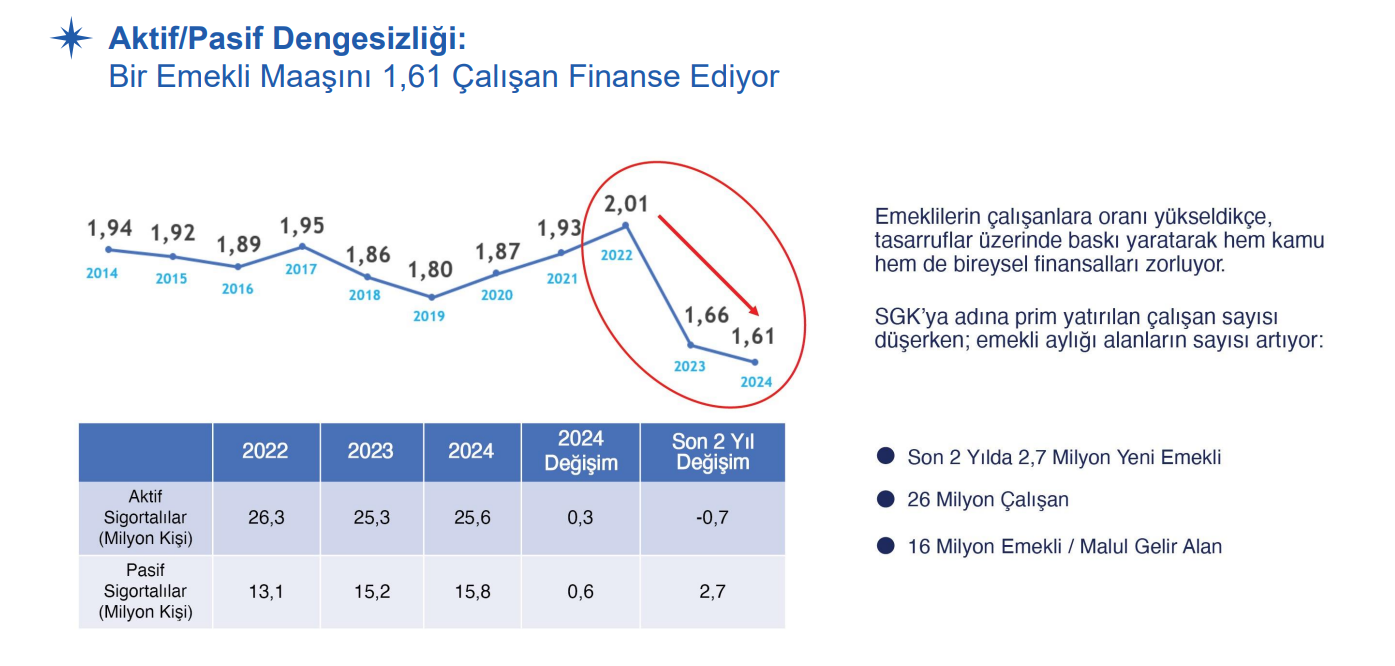 Aktif/Pasif Dengesizliği:
Bir Emekli Maaşını 1,61 Çalışan Finanse Ediyor
1,94
1,92
1,89
1,95
1,86
1,80
1,87
1,93
2,01
1,66
1,61
2014
2015
2016
2017
2018
2019
2020
2021
2022
2023
2024
Emeklilerin çalışanlara oranı yükseldikçe,
tasarruflar üzerinde baskı yaratarak hem kamu
hem de bireysel finansalları zorluyor.
SGK’ya adına prim yatırılan çalışan sayısı
düşerken; emekli aylığı alanların sayısı artıyor:
2022 2023 2024 2024 Değişim Son 2 Yıl Değişim
Aktif Sigortalılar (Milyon Kişi) 26,3 25,3 25,6 0,3 -0,7
Pasif Sigortalılar (Milyon Kişi) 13,1 15,2 15,8 0,6 2,7
Son 2 Yılda 2,7 Milyon Yeni Emekli
26 Milyon Çalışan
16 Milyon Emekli / Malul Gelir Alan